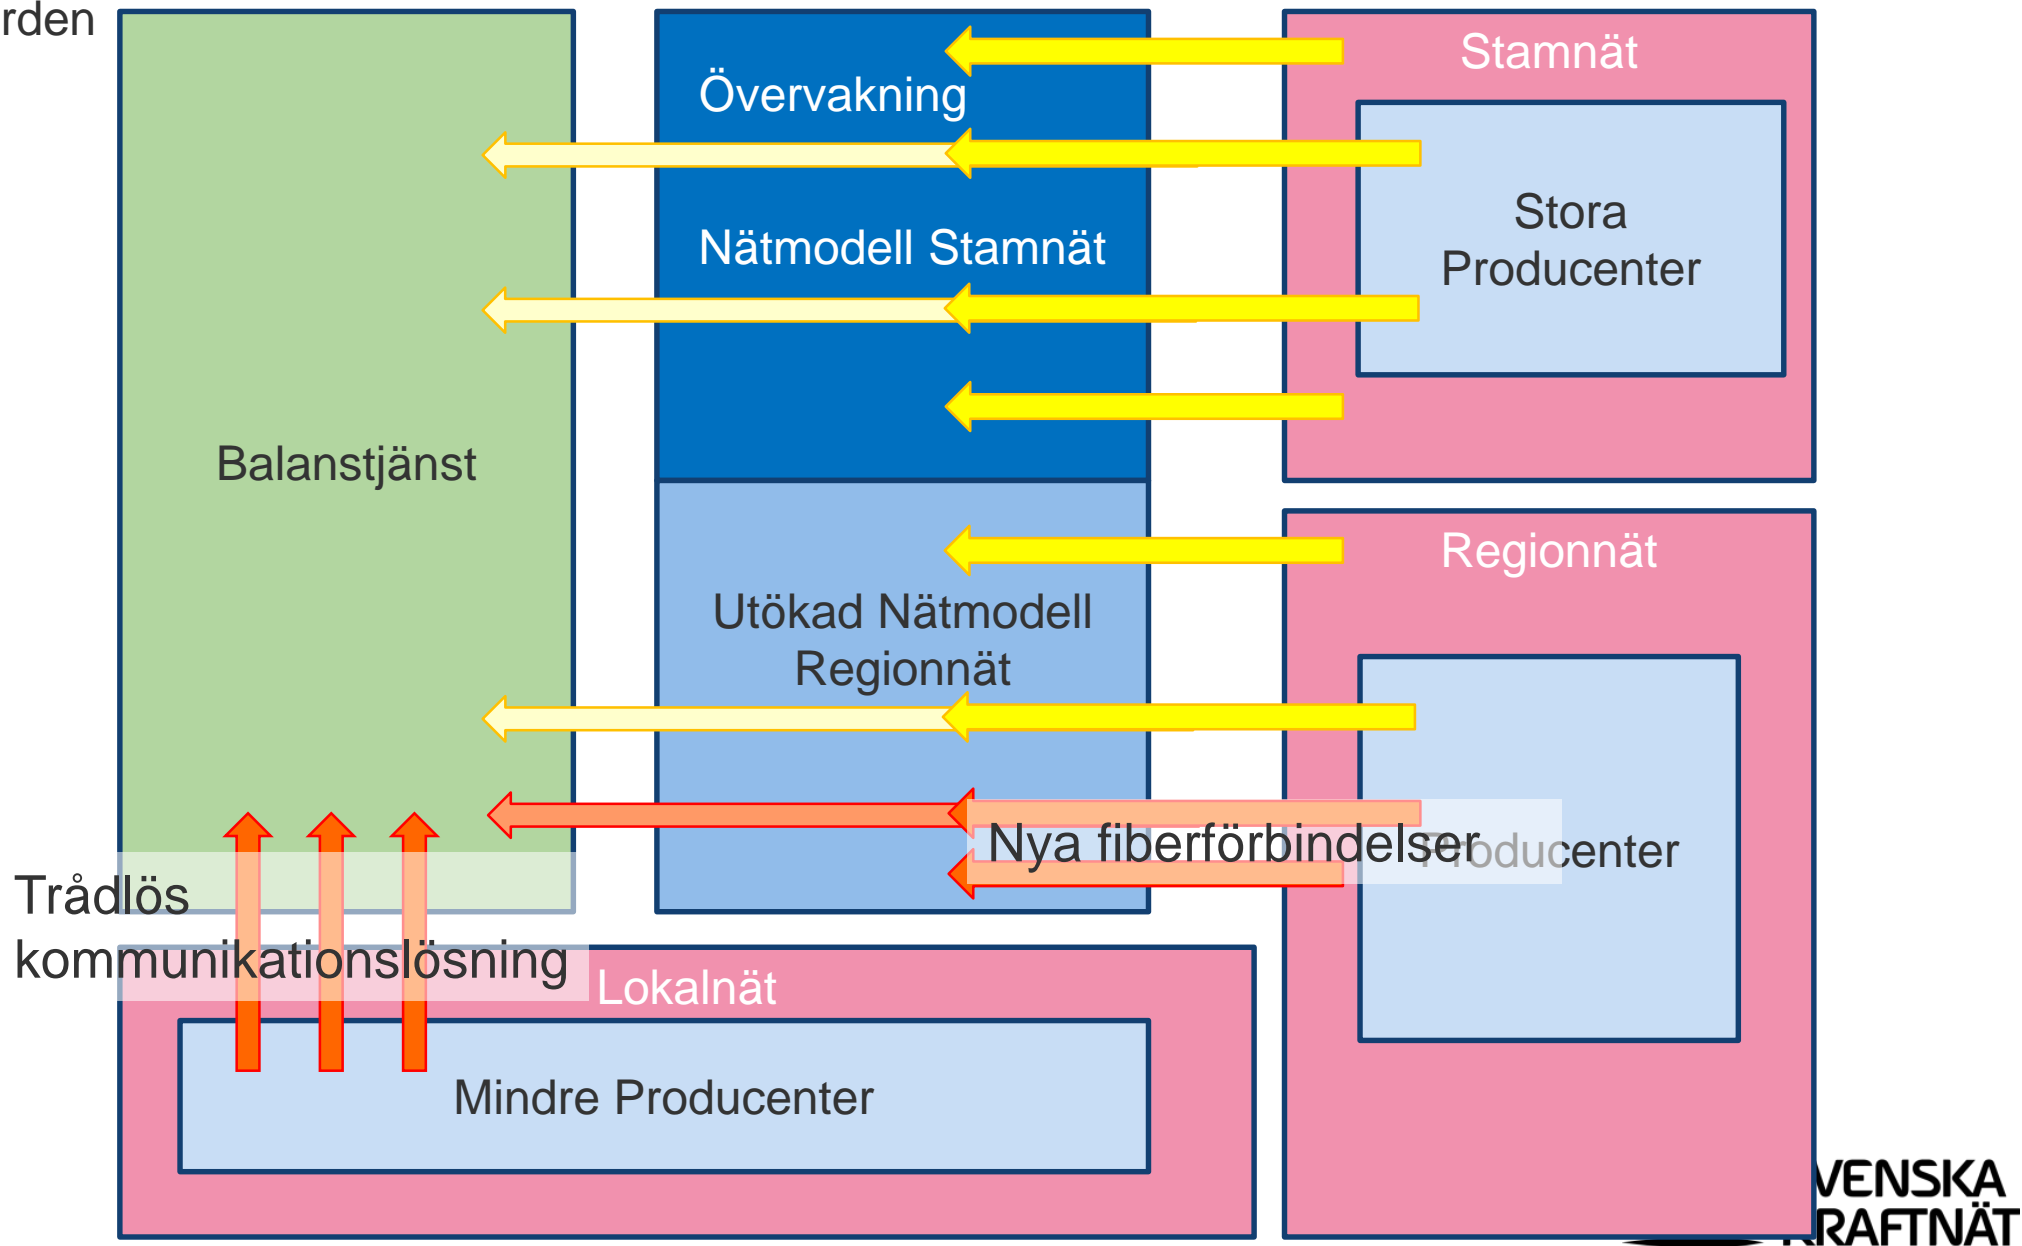 rden
Övervakning
Nätmodell Stamnät
Stamnät
Stora
Producenter
Balanstjänst
Utökad Nätmodell
Regionnät
Regionnät
Nya fiberförbindelser
Producenter
Trådlös
kommunikationslösning
Lokalnät
Mindre Producenter
VENSKA
KRAFTNÄT